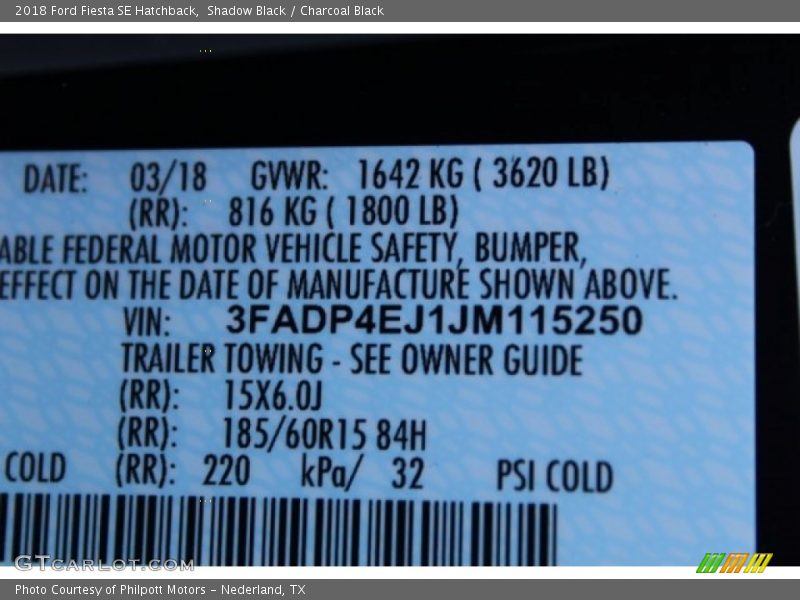 2018 Ford Fiesta SE Hatchback,  Shadow Black / Charcoal Black
DATE: 03/18 GVWR: 1642 KG ( 3620 LB)
(RR): 816 KG ( 1800 LB)
ABLE FEDERAL MOTOR VEHICLE SAFETY, BUMPER,
EFFECT ON THE DATE OF MANUFACTURE SHOWN ABOVE.
VIN: 3FADP4EJ1JM115250
TRAILER TOWING - SEE OWNER GUIDE
(RR): 15X6.0J
(RR): 185/60R15 84H
COLD (RR): 220 kPa/ 32 PSI COLD
GTCarLot.com
Photo Courtesy of Philpott Motors - Nederland, TX